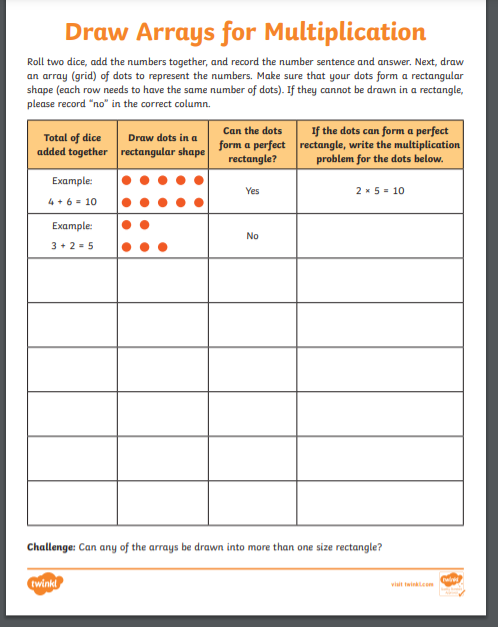 Draw Arrays for Multiplication
Roll two dice, add the numbers together, and record the number sentence and answer. Next, draw
an array (grid) of dots to represent the numbers. Make sure that your dots form a rectangular
shape (each row needs to have the same number of dots). If they cannot be drawn in a rectangle,
please record “no” in the correct column.
Total of dice
added together
Draw dots in a
rectangular shape
Can the dots
form a perfect
rectangle?
If the dots can form a perfect
rectangle, write the multiplication
problem for the dots below.
Example:
4 + 6 = 10
Yes
2 × 5 = 10
Example:
3 + 2 = 5
No
Challenge: Can any of the arrays be drawn into more than one size rectangle?
twinkl
visit twinkl.com
twinkl